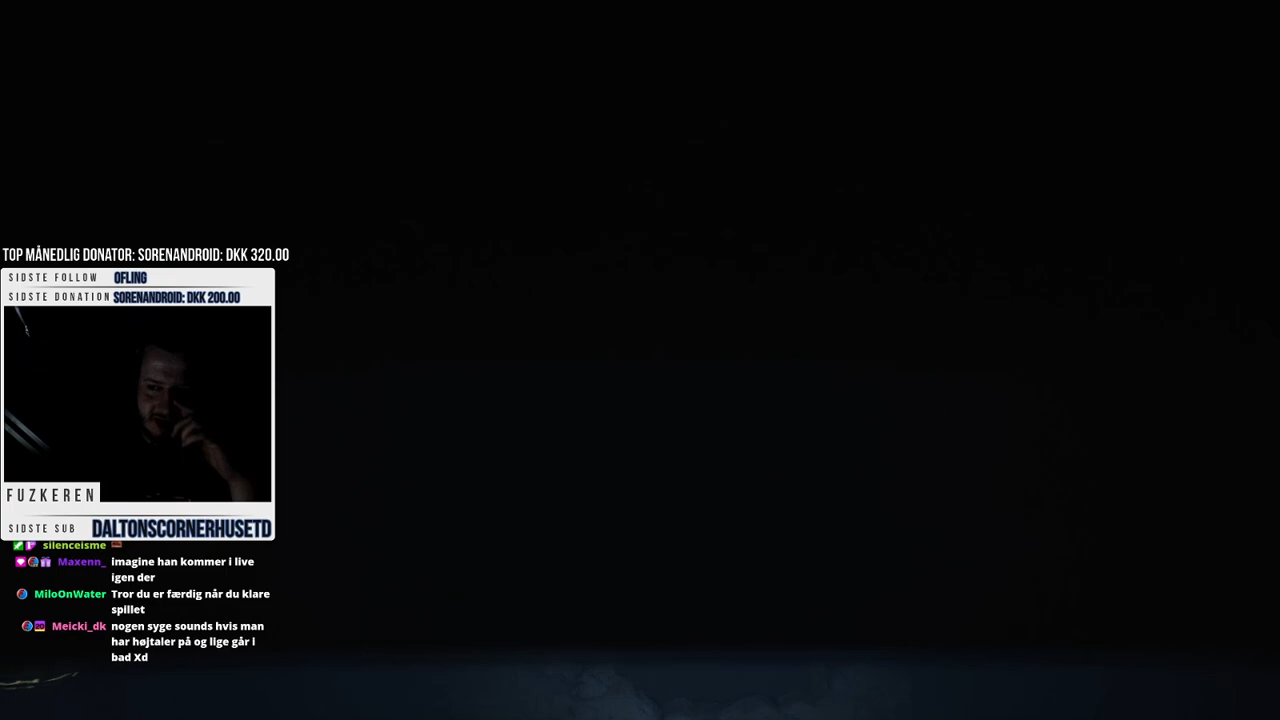 TOP MÅNEDLIG DONATOR: SORENANDROID: DKK 320.00
SIDSTE FOLLOW OFLING
SIDSTE DONATION SORENANDROID: DKK 200.00
FUZKEREN
SIDSTE SUB DALTONSCORNERHUSETD
silenceisme
Maxenn_ imagine han kommer i live
igen der
MiloOnWater Tror du er færdig når du klare
spillet
Meicki_dk nogen syge sounds hvis man
har højtaler på og lige går i
bad Xd